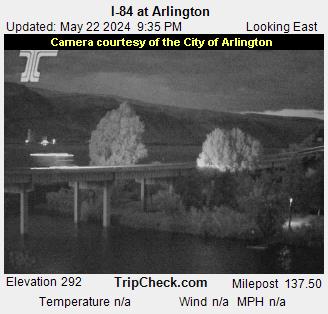 I-84 at Arlington
Updated: May 22 2024 9:35 PM Looking East
Camera courtesy of the City of Arlington
Elevation 292 TripCheck.com Milepost 137.50
Temperature n/a Wind n/a MPH n/a